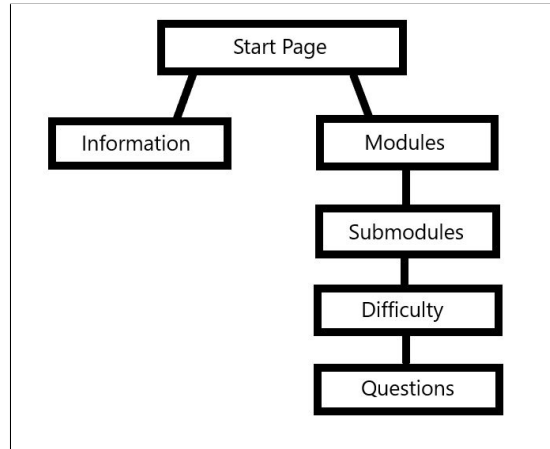 Start Page
Information
Modules
Submodules
Difficulty
Questions